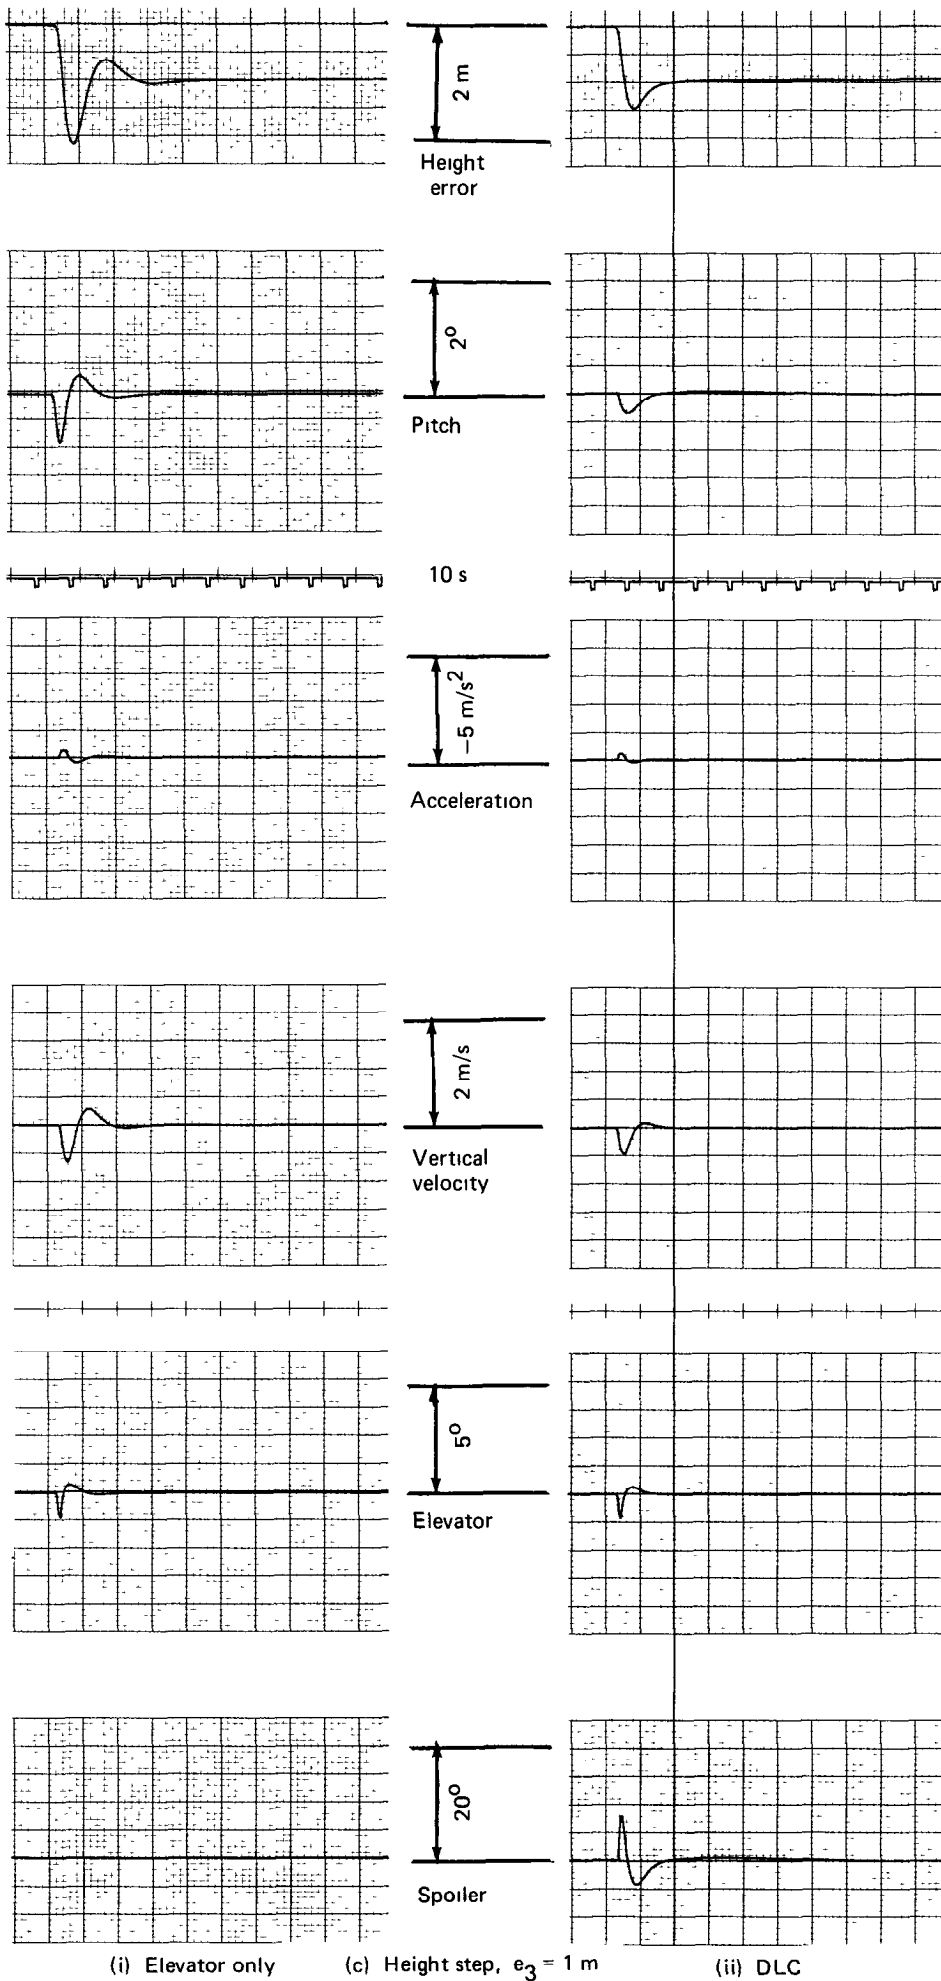 2 m
Height
error
2°
Pitch
10 s
−5 m/s²
Acceleration
2 m/s
Vertical
velocity
5°
Elevator
20°
Spoiler
(i) Elevator only
(c) Height step, e₃ = 1 m
(ii) DLC